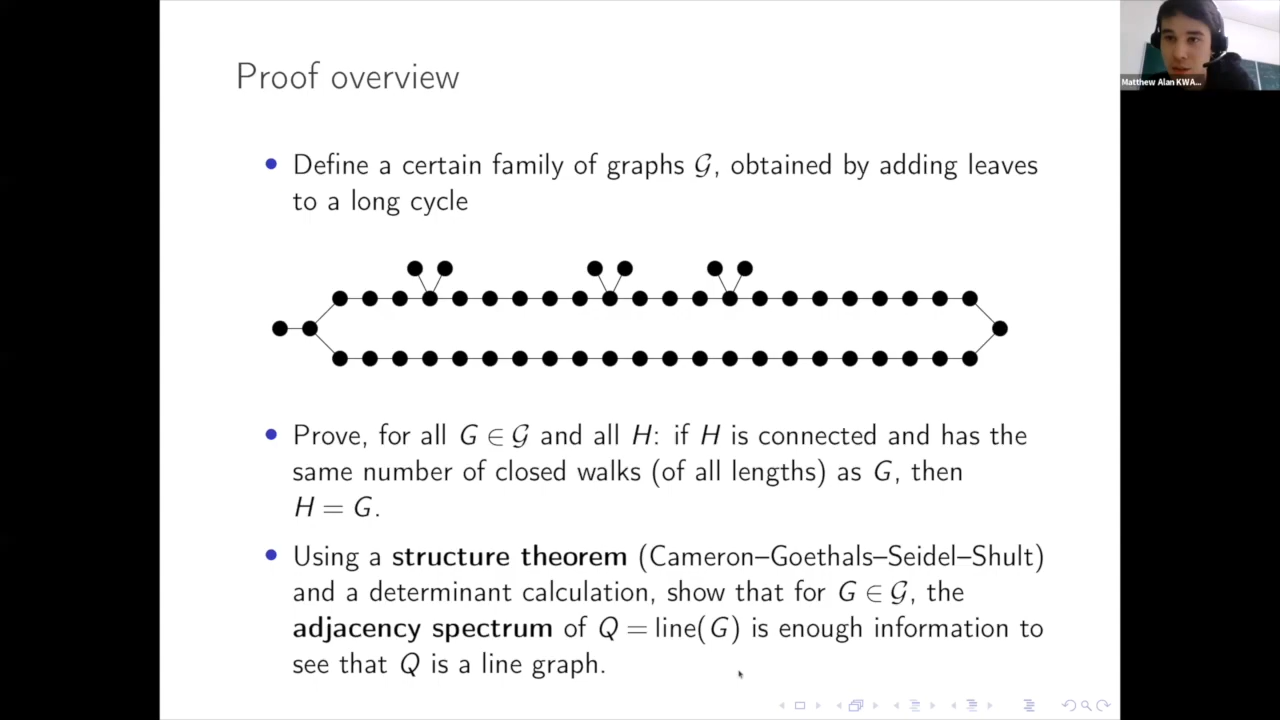 Proof overview
Matthew Alan KWA...
• Define a certain family of graphs 𝒢, obtained by adding leaves
to a long cycle
• Prove, for all G ∈ 𝒢 and all H: if H is connected and has the
same number of closed walks (of all lengths) as G, then
H = G.
• Using a structure theorem (Cameron–Goethals–Seidel–Shult)
and a determinant calculation, show that for G ∈ 𝒢, the
adjacency spectrum of Q = line(G) is enough information to
see that Q is a line graph.